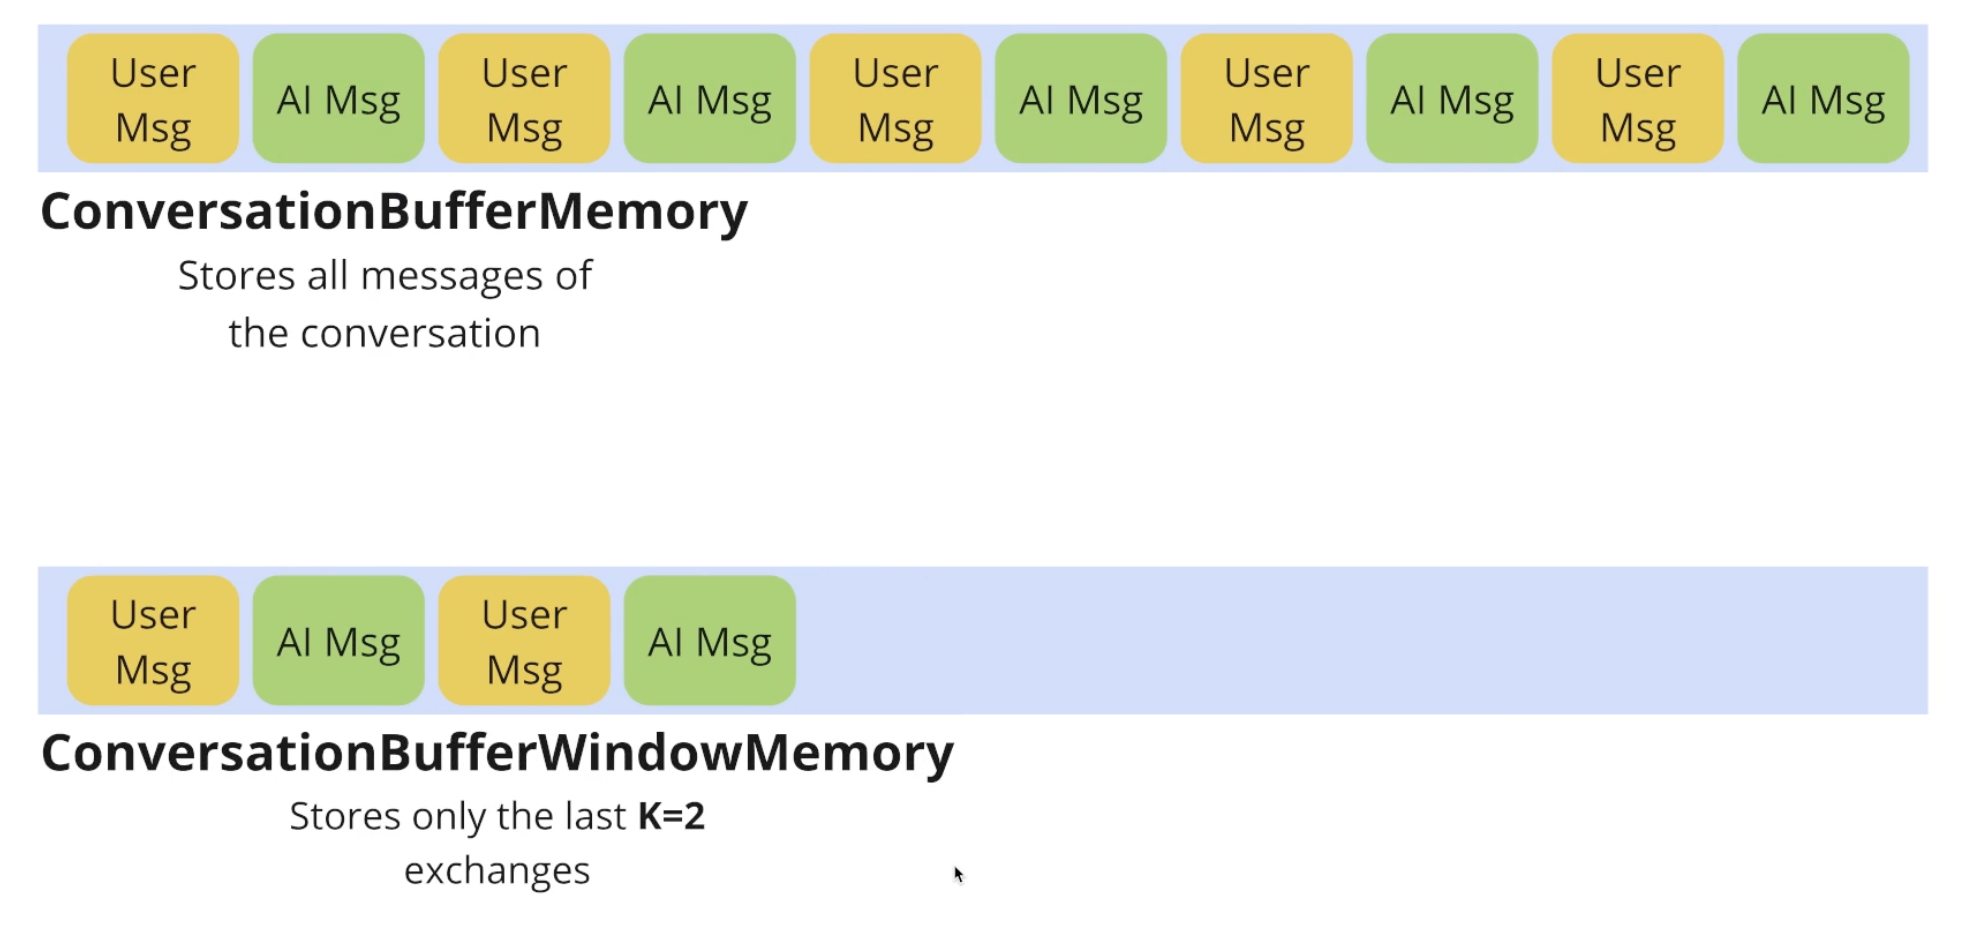 User Msg
AI Msg
User Msg
AI Msg
User Msg
AI Msg
User Msg
AI Msg
User Msg
AI Msg
ConversationBufferMemory
Stores all messages of
the conversation
User Msg
AI Msg
User Msg
AI Msg
ConversationBufferWindowMemory
Stores only the last K=2
exchanges